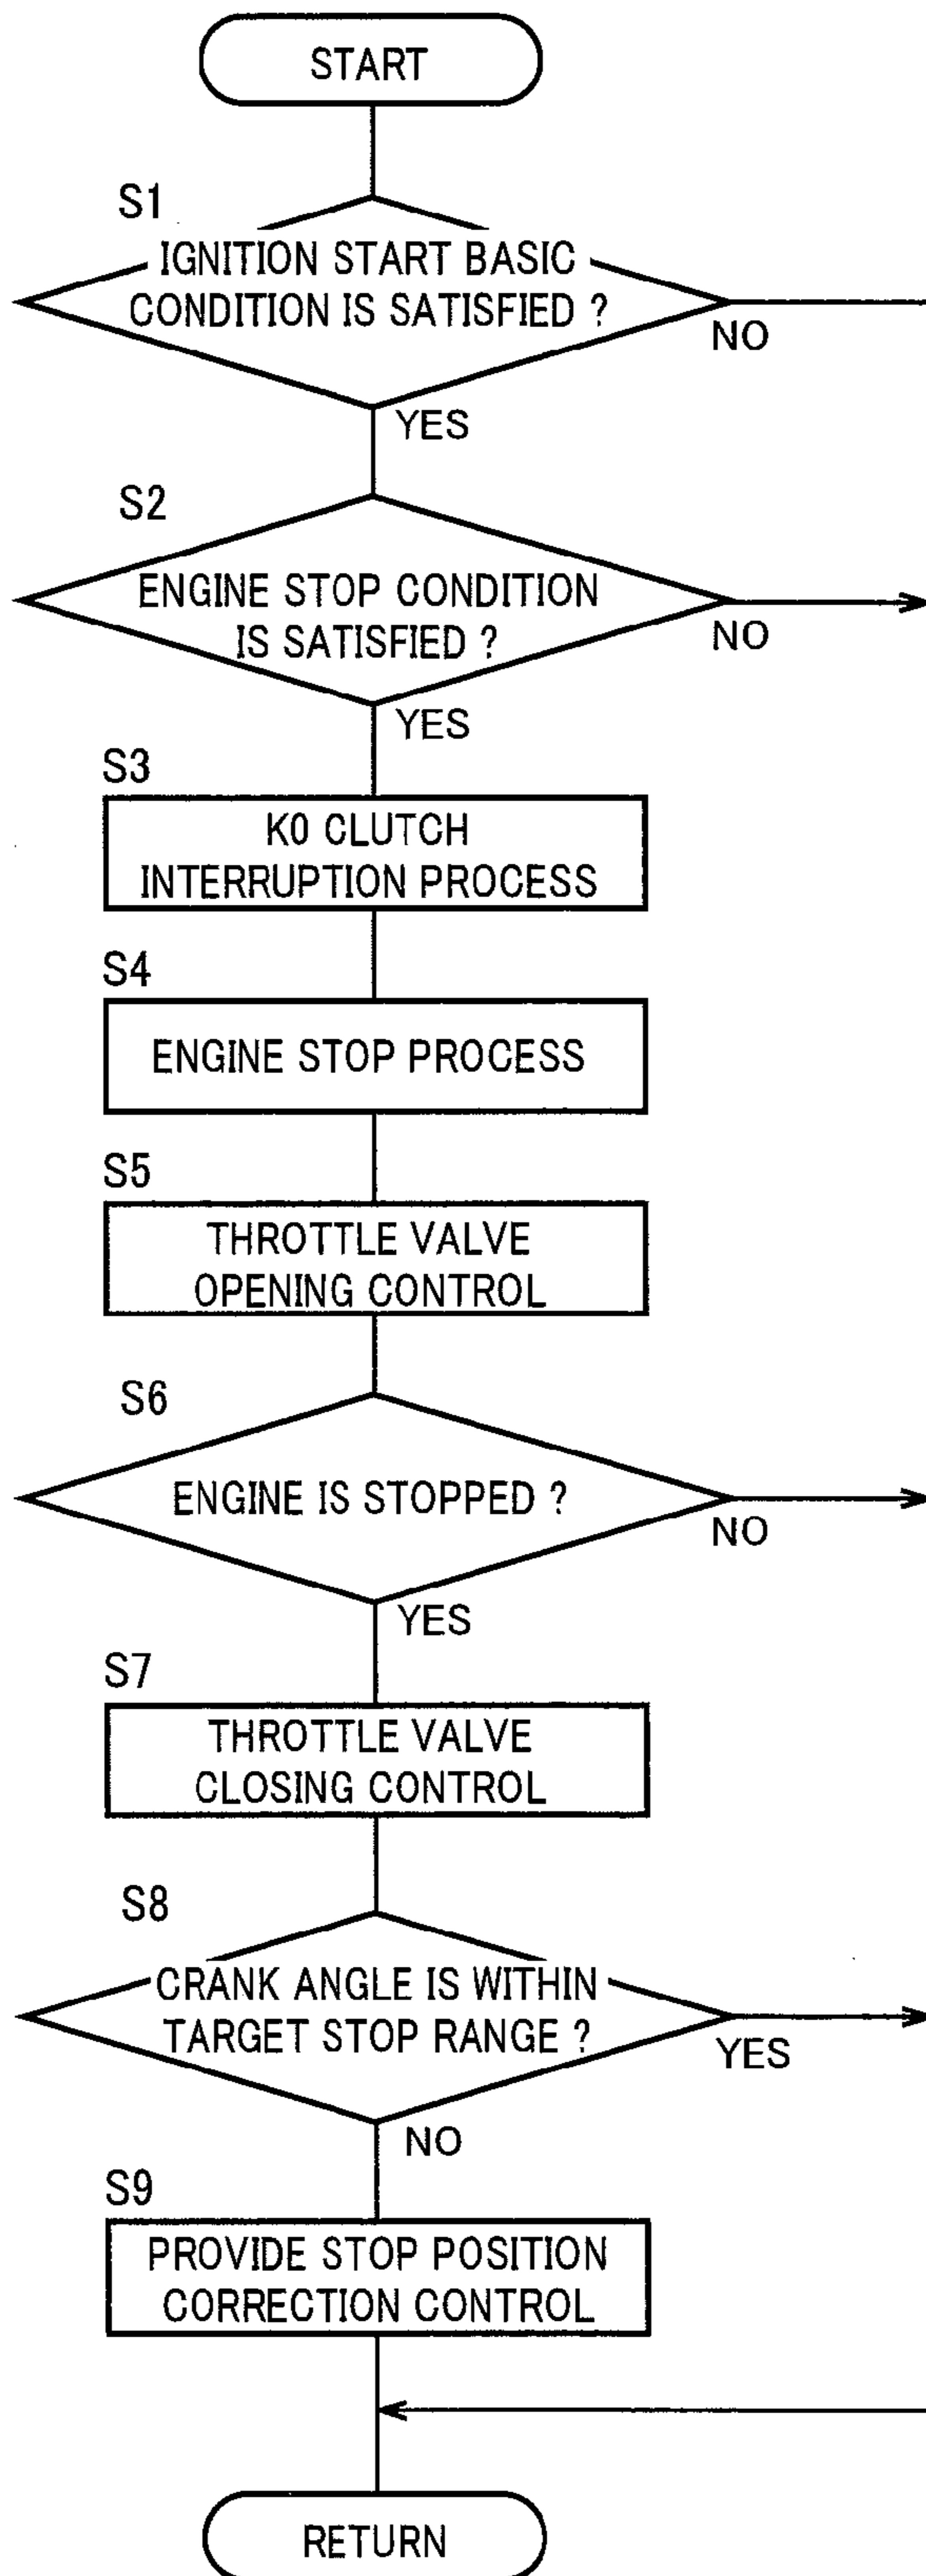 START
S1
IGNITION START BASIC
CONDITION IS SATISFIED ?
NO
YES
S2
ENGINE STOP CONDITION
IS SATISFIED ?
NO
YES
S3
K0 CLUTCH
INTERRUPTION PROCESS
S4
ENGINE STOP PROCESS
S5
THROTTLE VALVE
OPENING CONTROL
S6
ENGINE IS STOPPED ?
NO
YES
S7
THROTTLE VALVE
CLOSING CONTROL
S8
CRANK ANGLE IS WITHIN
TARGET STOP RANGE ?
YES
NO
S9
PROVIDE STOP POSITION
CORRECTION CONTROL
RETURN